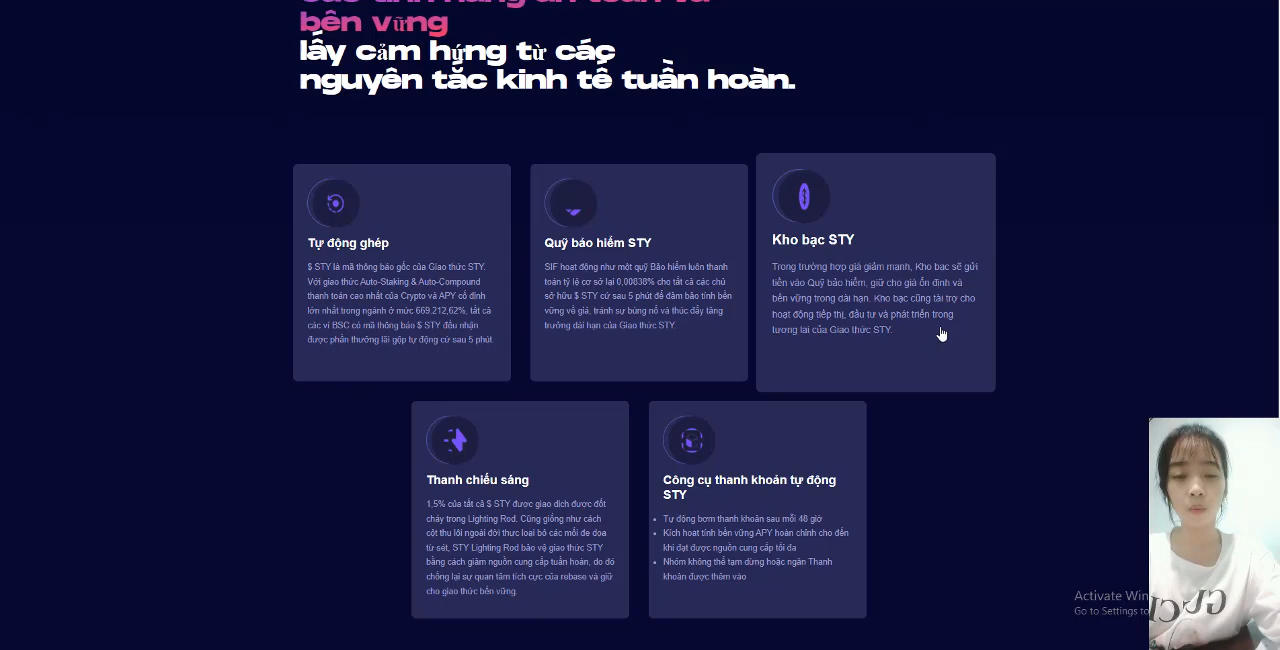 bền vững
lấy cảm hứng từ các
nguyên tắc kinh tế tuần hoàn.
Tự động ghép
$ STY là mã thông báo gốc của Giao thức STY.
Với giao thức Auto-Staking & Auto-Compound
thanh toán cao nhất của Crypto và APY cố định
lớn nhất trong ngành ở mức 669.212,62%, tất cả
các ví BSC có mã thông báo $ STY đều nhận
được phần thưởng lãi gộp tự động cứ sau 5 phút.
Quỹ bảo hiểm STY
SIF hoạt động như một quỹ Bảo hiểm luôn thanh
toán tỷ lệ cơ sở lại 0,00838% cho tất cả các chủ
sở hữu $ STY cứ sau 5 phút để đảm bảo tính bền
vững về giá, tránh sự bùng nổ và thúc đẩy tăng
trưởng dài hạn của Giao thức STY.
Kho bạc STY
Trong trường hợp giá giảm mạnh, Kho bạc sẽ gửi
tiền vào Quỹ bảo hiểm, giữ cho giá ổn định và
bền vững trong dài hạn. Kho bạc cũng tài trợ cho
hoạt động tiếp thị, đầu tư và phát triển trong
tương lai của Giao thức STY.
Thanh chiếu sáng
1,5% của tất cả $ STY được giao dịch được đốt
cháy trong Lighting Rod. Cũng giống như cách
cột thu lôi ngoài đời thực loại bỏ các mối đe dọa
từ sét, STY Lighting Rod bảo vệ giao thức STY
bằng cách giảm nguồn cung cấp tuần hoàn, do đó
chống lại sự quan tâm tích cực của rebase và giữ
cho giao thức bền vững.
Công cụ thanh khoản tự động
STY
Tự động bơm thanh khoản sau mỗi 48 giờ
Kích hoạt tính bền vững APY hoàn chỉnh cho đến
khi đạt được nguồn cung cấp tối đa
Nhóm không thể tạm dừng hoặc ngăn Thanh
khoản được thêm vào
Activate Win
Go to Settings to